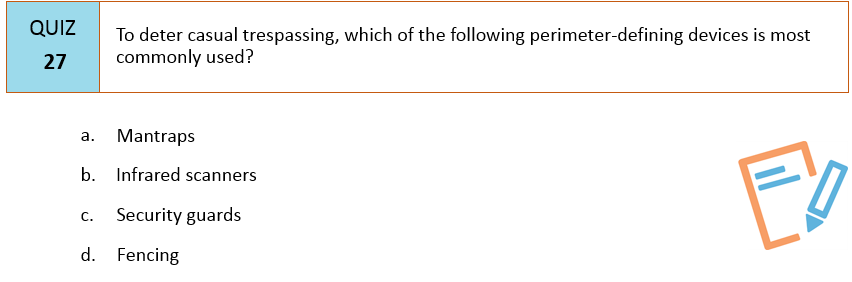 QUIZ
27
To deter casual trespassing, which of the following perimeter-defining devices is most
commonly used?
a. Mantraps
b. Infrared scanners
c. Security guards
d. Fencing